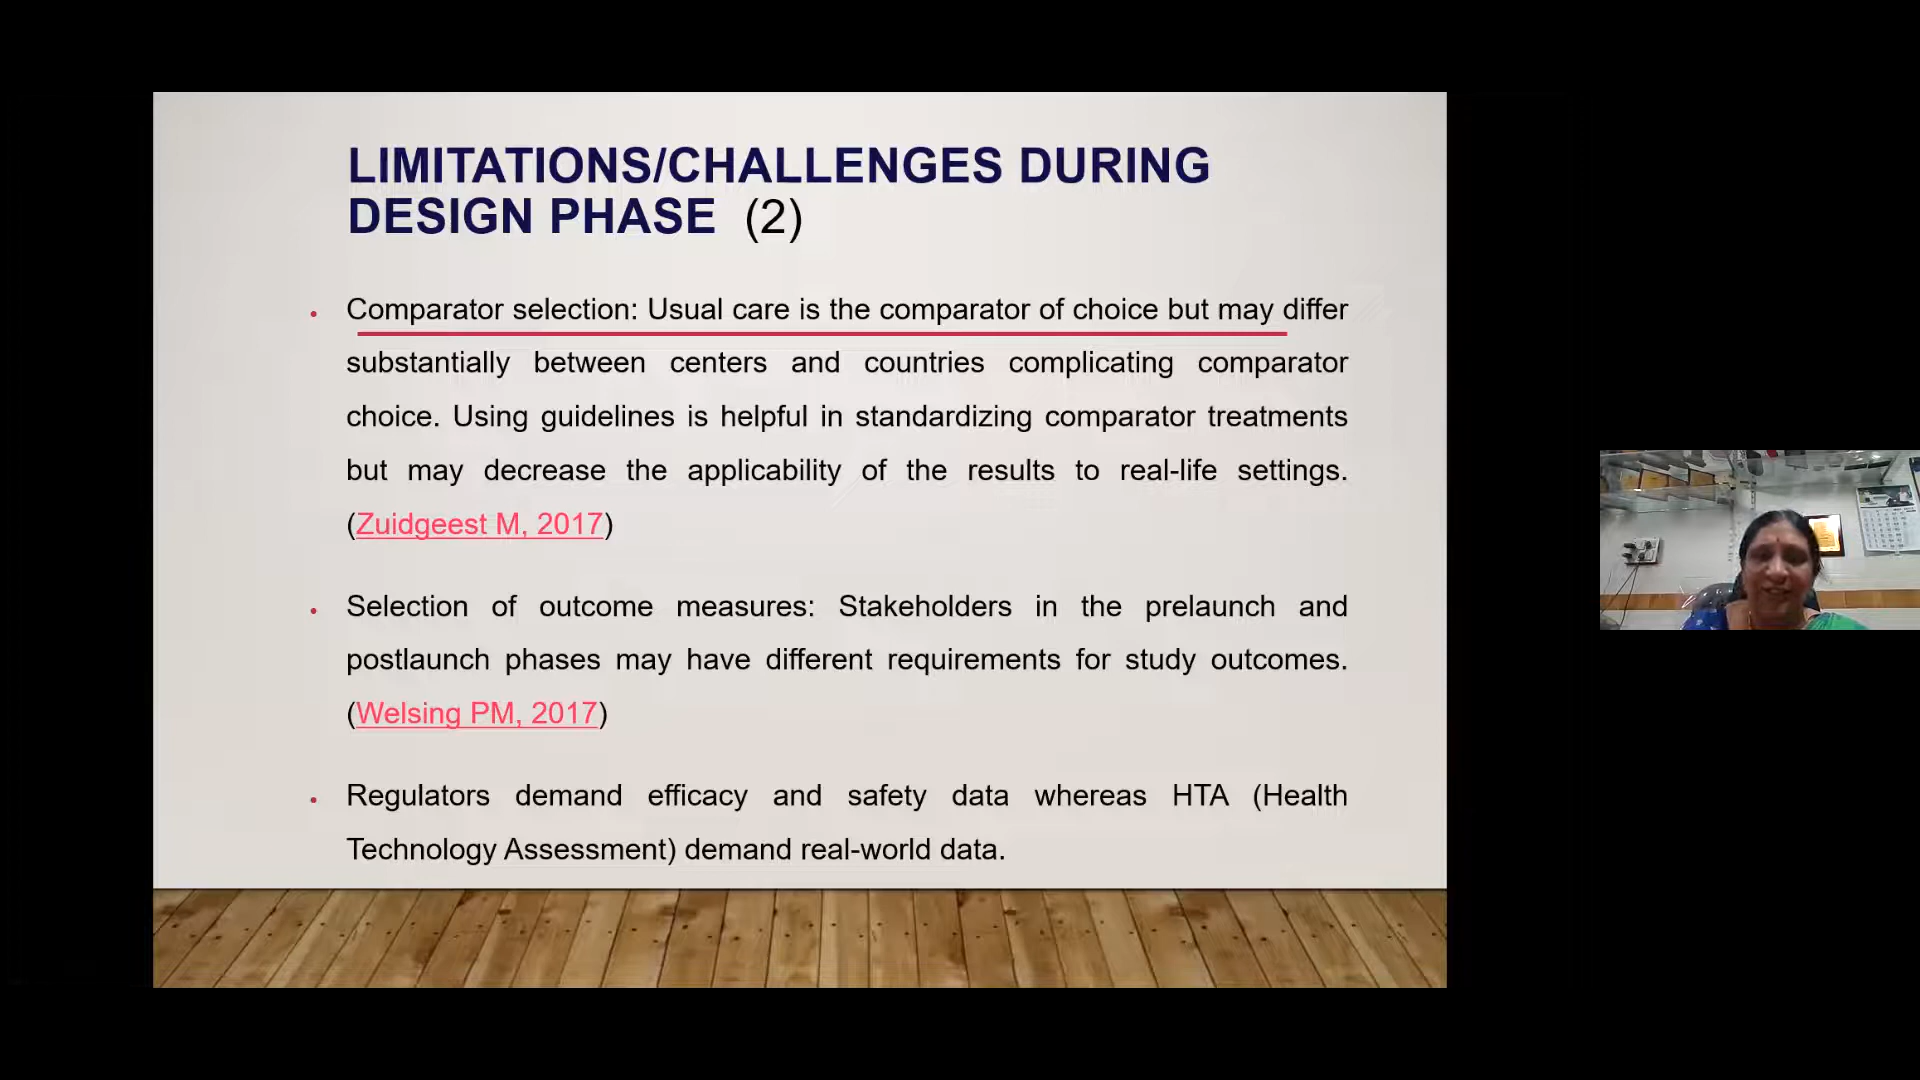 LIMITATIONS/CHALLENGES DURING
DESIGN PHASE (2)
• Comparator selection: Usual care is the comparator of choice but may differ
substantially between centers and countries complicating comparator
choice. Using guidelines is helpful in standardizing comparator treatments
but may decrease the applicability of the results to real-life settings.
(Zuidgeest M, 2017)
• Selection of outcome measures: Stakeholders in the prelaunch and
postlaunch phases may have different requirements for study outcomes.
(Welsing PM, 2017)
• Regulators demand efficacy and safety data whereas HTA (Health
Technology Assessment) demand real-world data.